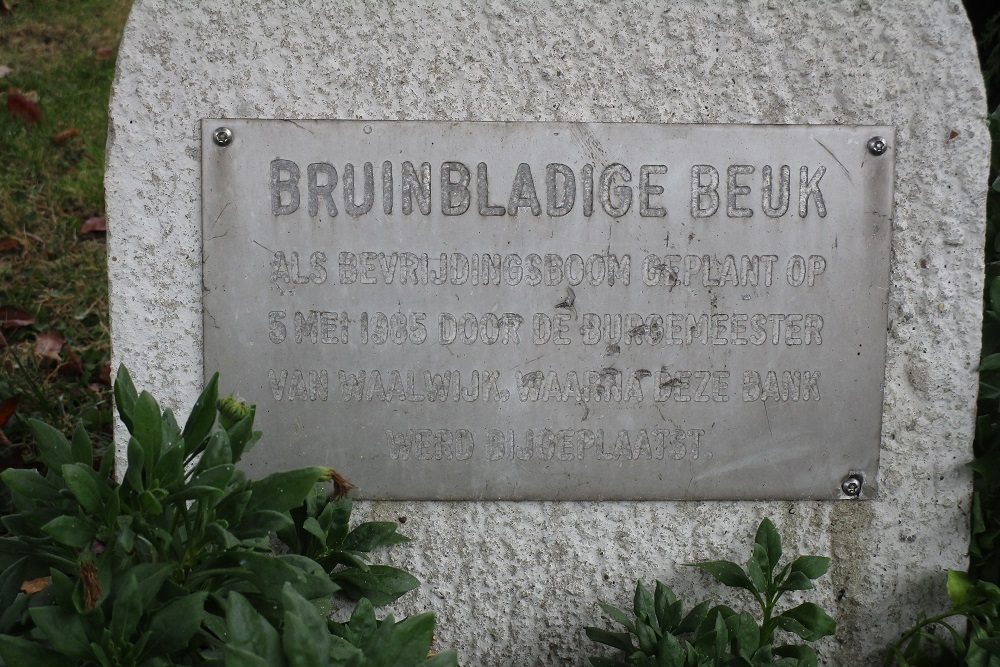 BRUINBLADIGE BEUK
ALS BEVRIJDINGSBOOM GEPLANT OP
5 MEI 1985 DOOR DE BURGEMEESTER
VAN WAALWIJK, WAARNA DEZE BANK
WERD BIJGEPLAATST.